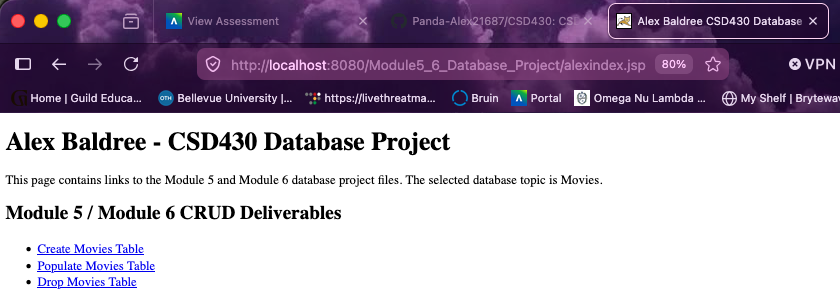 View Assessment
Panda-Alex21687/CSD430: CS
Alex Baldree CSD430 Database
http://localhost:8080/Module5_6_Database_Project/alexindex.jsp
80%
VPN
Home | Guild Educa...
OTH
Bellevue University |...
https://livethreatma...
Bruin
Portal
Omega Nu Lambda ...
My Shelf | Brytewa
Alex Baldree - CSD430 Database Project
This page contains links to the Module 5 and Module 6 database project files. The selected database topic is Movies.
Module 5 / Module 6 CRUD Deliverables
• Create Movies Table
• Populate Movies Table
• Drop Movies Table